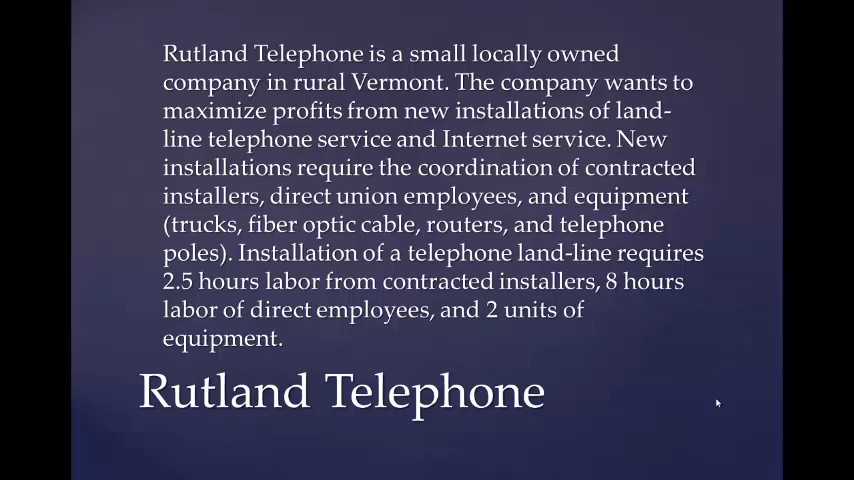 Rutland Telephone is a small locally owned
company in rural Vermont. The company wants to
maximize profits from new installations of land-
line telephone service and Internet service. New
installations require the coordination of contracted
installers, direct union employees, and equipment
(trucks, fiber optic cable, routers, and telephone
poles). Installation of a telephone land-line requires
2.5 hours labor from contracted installers, 8 hours
labor of direct employees, and 2 units of
equipment.
Rutland Telephone